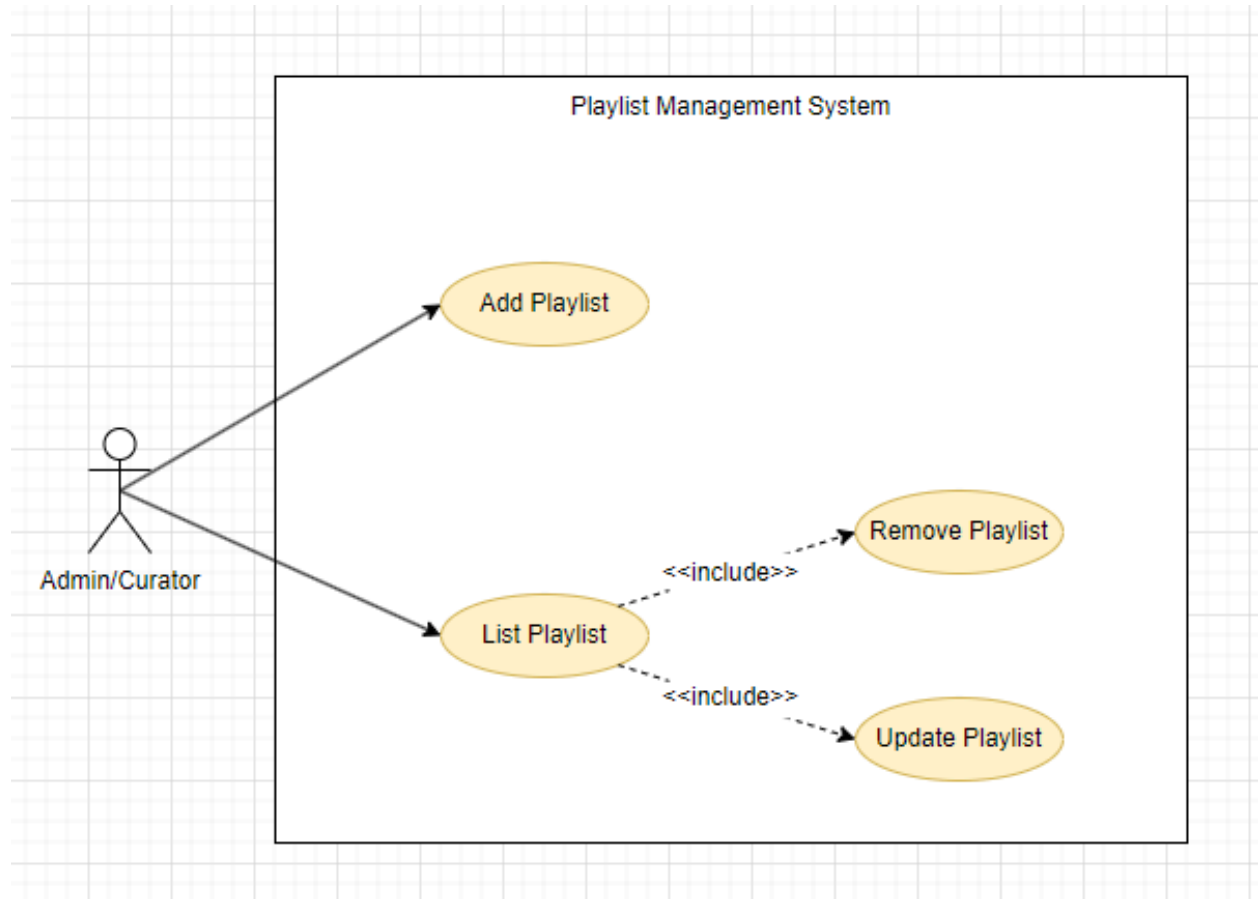 Playlist Management System
Add Playlist
Admin/Curator
Remove Playlist
<<include>>
List Playlist
<<include>>
Update Playlist